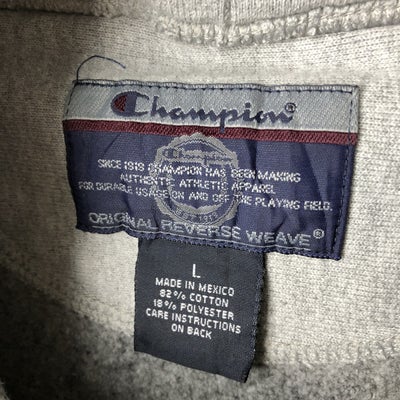 Champion®
SINCE 1919 CHAMPION HAS BEEN MAKING
AUTHENTIC ATHLETIC APPAREL
FOR DURABLE USAGE ON AND OFF THE PLAYING FIELD.
ORIGINAL REVERSE WEAVE®
L
MADE IN MEXICO
82% COTTON
18% POLYESTER
CARE INSTRUCTIONS
ON BACK